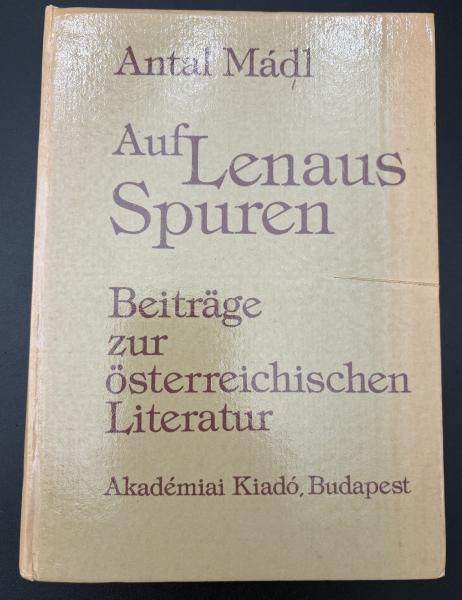 Antal Mádl
Auf Lenaus
Spuren
Beiträge
zur
österreichischen
Literatur
Akadémiai Kiadó, Budapest